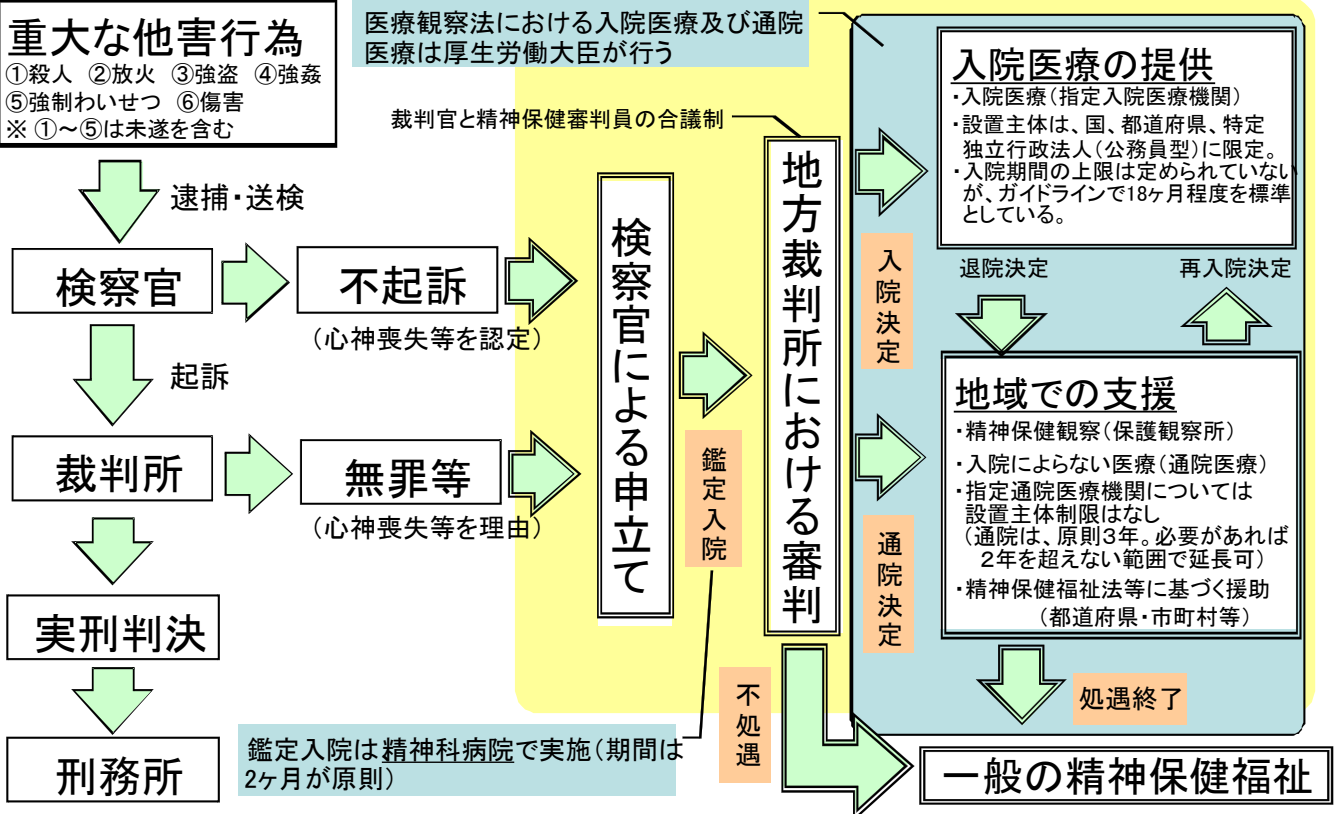 重大な他害行為
①殺人 ②放火 ③強盗 ④強姦
⑤強制わいせつ ⑥傷害
※ ①～⑤は未遂を含む
逮捕・送検
検察官
起訴
裁判所
実刑判決
刑務所
不起訴
(心神喪失等を認定)
無罪等
(心神喪失等を理由)
医療観察法における入院医療及び通院
医療は厚生労働大臣が行う
裁判官と精神保健審判員の合議制
検察官による申立て
鑑定入院
鑑定入院は精神科病院で実施(期間は
2ヶ月が原則)
地方裁判所における審判
入院決定
通院決定
不処遇
入院医療の提供
・入院医療(指定入院医療機関)
・設置主体は、国、都道府県、特定
独立行政法人(公務員型)に限定。
・入院期間の上限は定められていない
が、ガイドラインで18ヶ月程度を標準
としている。
退院決定
再入院決定
地域での支援
・精神保健観察(保護観察所)
・入院によらない医療(通院医療)
・指定通院医療機関については
設置主体制限はなし
(通院は、原則3年。必要があれば
2年を超えない範囲で延長可)
・精神保健福祉法等に基づく援助
(都道府県・市町村等)
処遇終了
一般の精神保健福祉